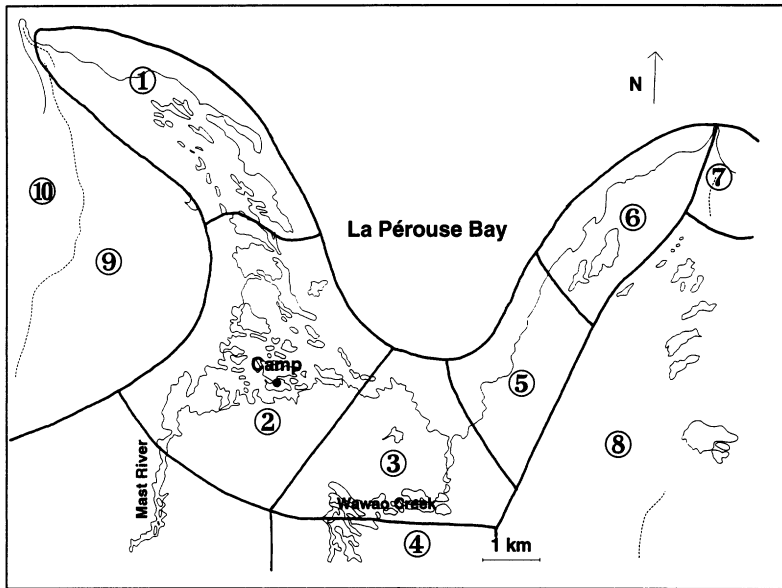 ①
N
⑦
⑩
⑥
La Pérouse Bay
⑨
Camp
⑤
②
⑧
③
Mast River
Wawao Creek
④
1 km